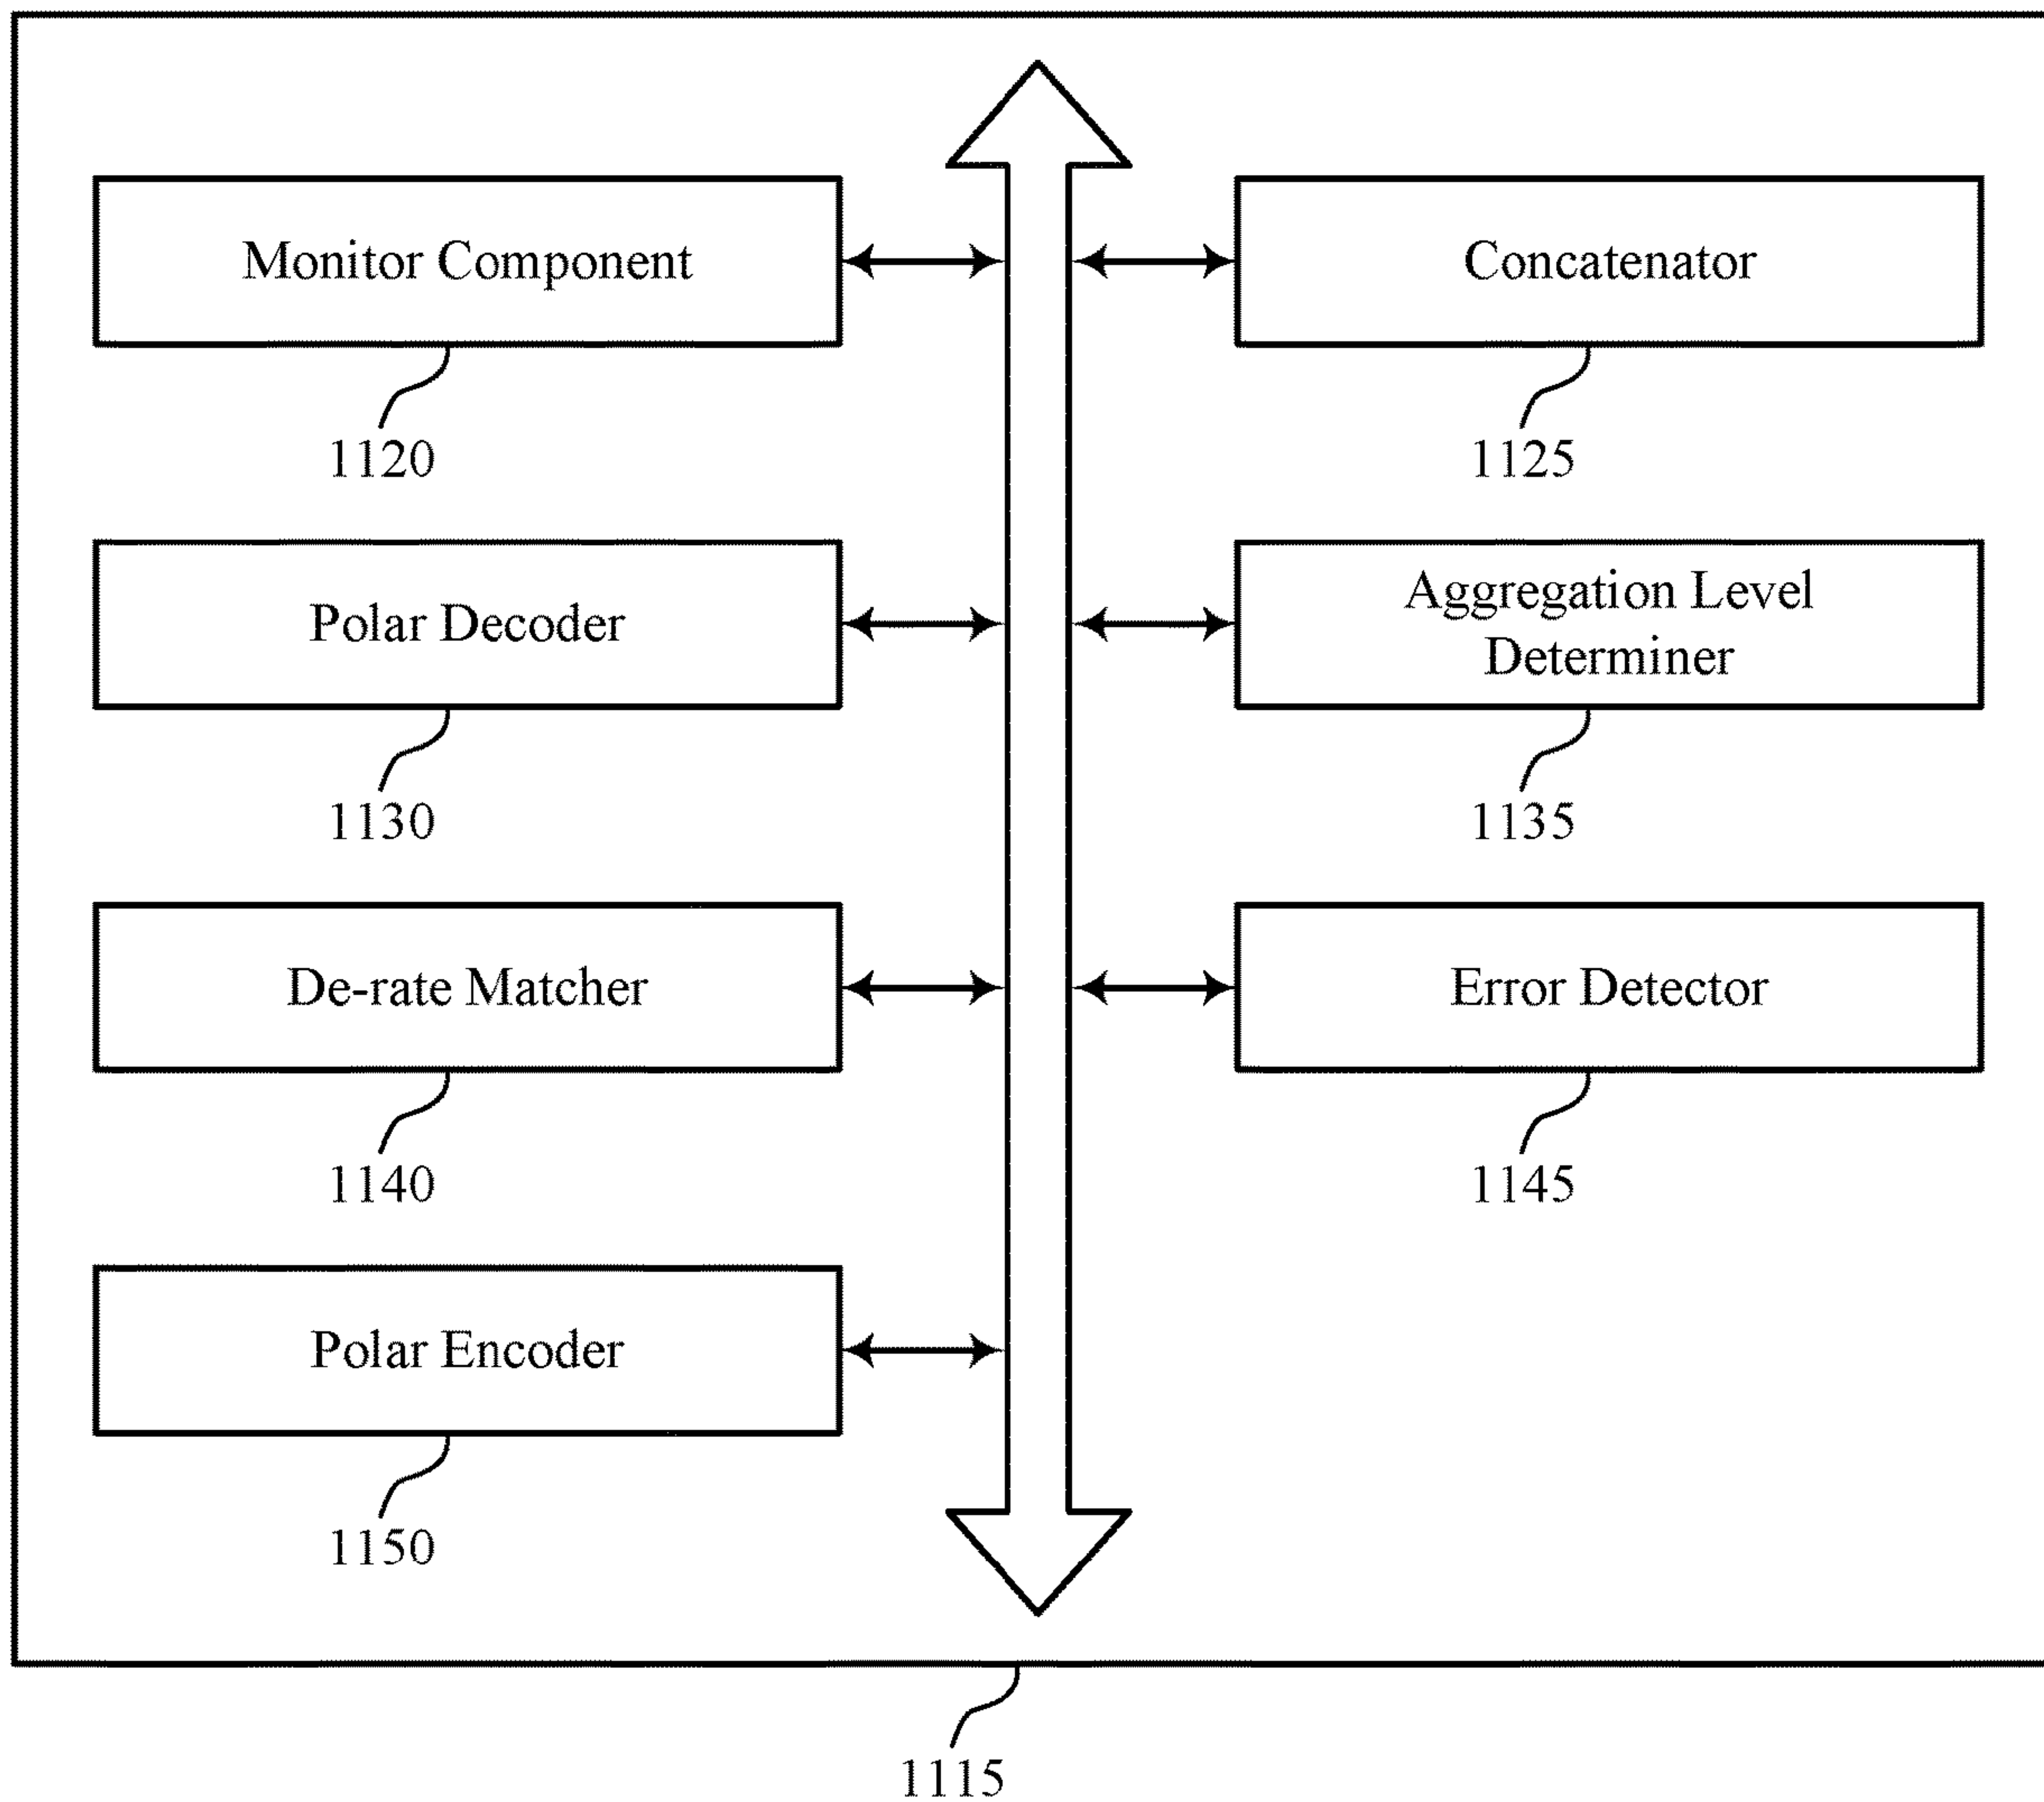 Monitor Component
Concatenator
1120
1125
Polar Decoder
Aggregation Level
Determiner
1130
1135
De-rate Matcher
Error Detector
1140
1145
Polar Encoder
1150
1115